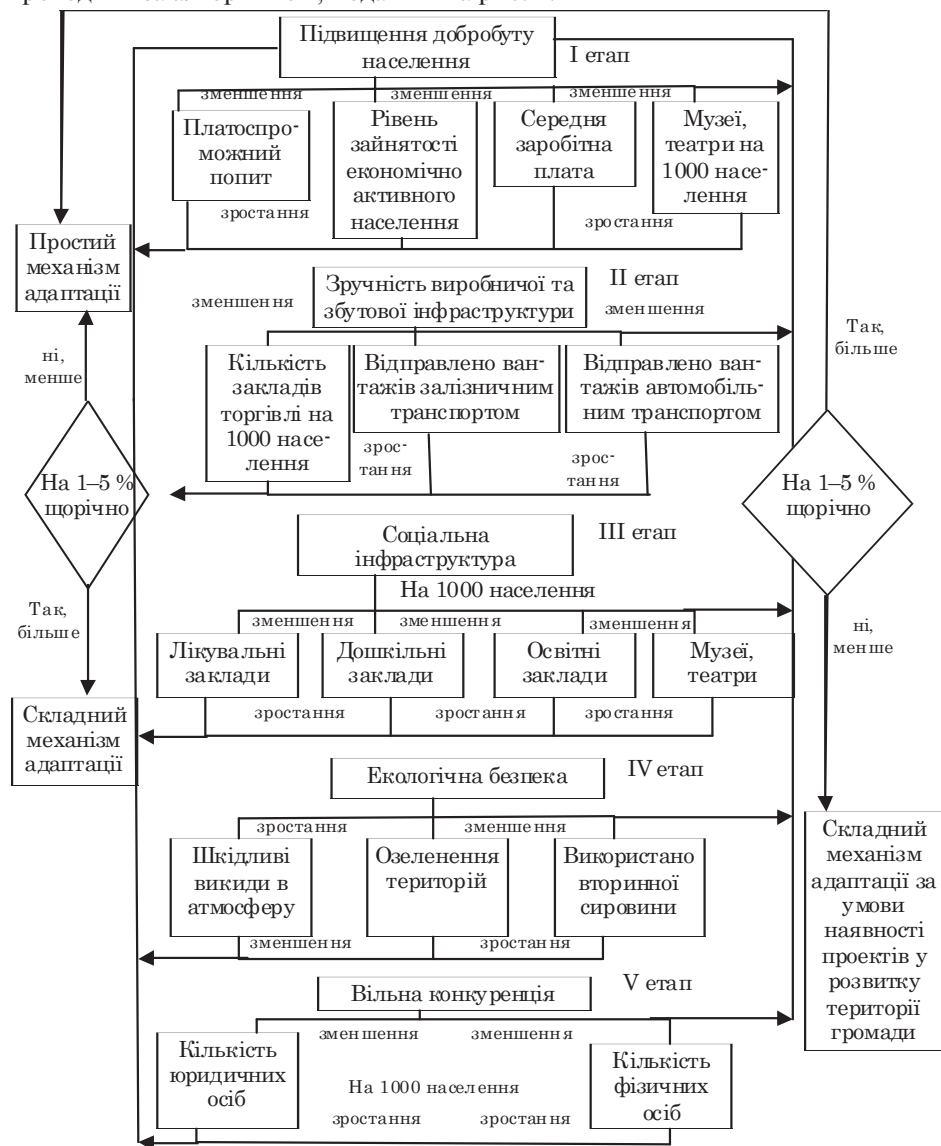 Підвищення добробуту
населення
I етап
зменшення
зменшення
зменшення
Платоспро-
можний
попит
Рівень
зайнятості
економічно
активного
населення
Середня
заробітна
плата
Музеї,
театри на
1000 насе-
лення
зростання
зростання
Простий
механізм
адаптації
Зручність виробничої та
збутової інфраструктури
II етап
зменшення
зменшення
ні,
менше
Так,
більше
Кількість
закладів
торгівлі на
1000 насе-
лення
Відправлено ван-
тажів залізничним
транспортом
Відправлено ван-
тажів автомобіль-
ним транспортом
зрос-
тання
зрос-
тання
На 1–5 %
щорічно
На 1–5 %
щорічно
Соціальна
інфраструктура
III етап
На 1000 населення
зменшення
зменшення
зменшення
Так,
більше
ні,
менше
Лікувальні
заклади
Дошкільні
заклади
Освітні
заклади
Музеї,
театри
зростання
зростання
зростання
Складний
механізм
адаптації
Екологічна безпека
IV етап
зростання
зменшення
Шкідливі
викиди в
атмосферу
Озеленення
територій
Використано
вторинної
сировини
зменшення
зростання
Складний
механізм
адаптації за
умови
наявності
проектів у
розвитку
території
громади
Вільна конкуренція
V етап
зменшення
зменшення
Кількість
юридичних
осіб
Кількість
фізичних
осіб
На 1000 населення
зростання
зростання